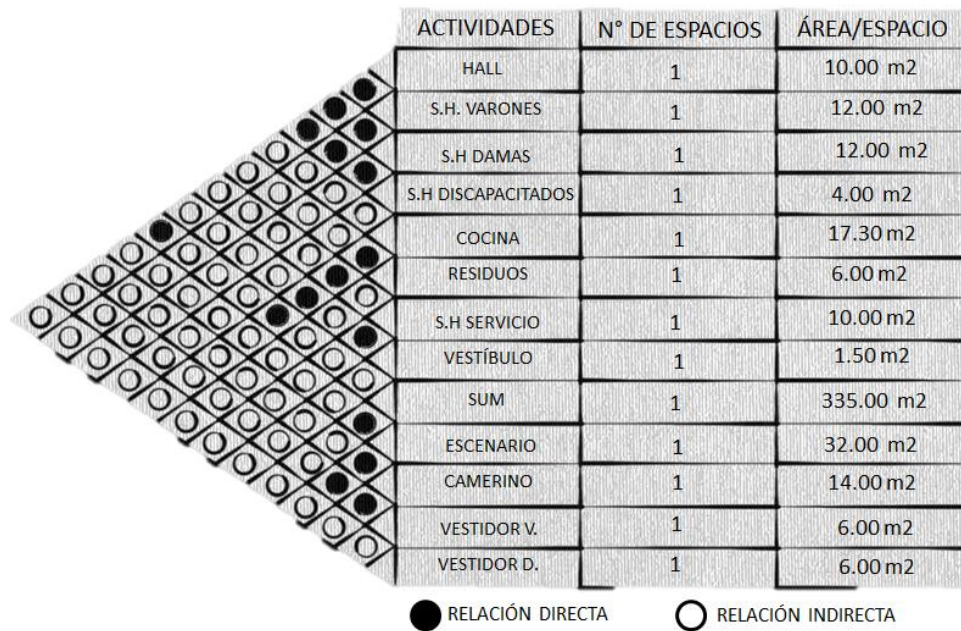 ACTIVIDADES N° DE ESPACIOS ÁREA/ESPACIO
HALL 1 10.00 m2
S.H. VARONES 1 12.00 m2
S.H DAMAS 1 12.00 m2
S.H DISCAPACITADOS 1 4.00 m2
COCINA 1 17.30 m2
RESIDUOS 1 6.00 m2
S.H SERVICIO 1 10.00 m2
VESTÍBULO 1 1.50 m2
SUM 1 335.00 m2
ESCENARIO 1 32.00 m2
CAMERINO 1 14.00 m2
VESTIDOR V. 1 6.00 m2
VESTIDOR D. 1 6.00 m2
RELACIÓN DIRECTA RELACIÓN INDIRECTA